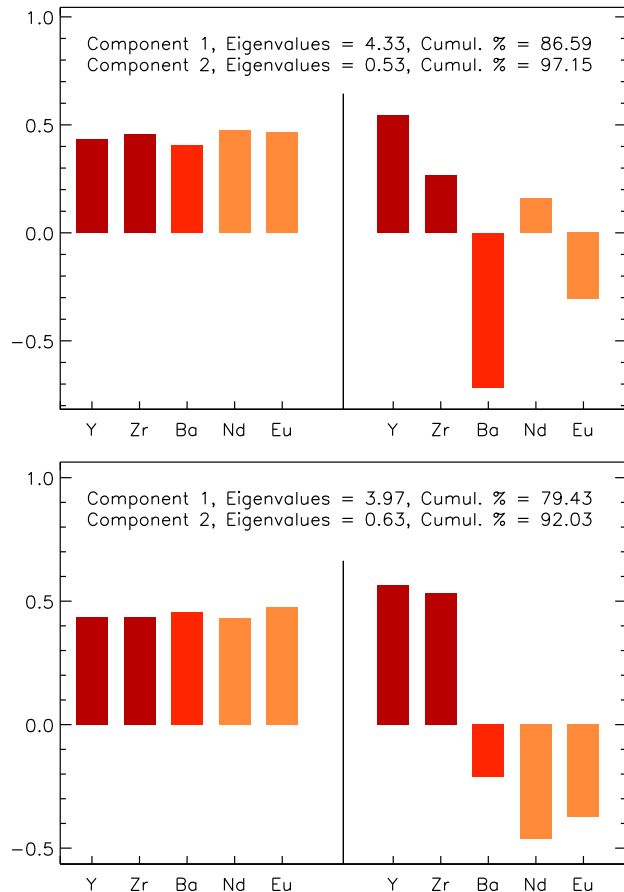 1.0
Component 1, Eigenvalues = 4.33, Cumul. % = 86.59
Component 2, Eigenvalues = 0.53, Cumul. % = 97.15
0.5
0.0
−0.5
Y Zr Ba Nd Eu Y Zr Ba Nd Eu
1.0
Component 1, Eigenvalues = 3.97, Cumul. % = 79.43
Component 2, Eigenvalues = 0.63, Cumul. % = 92.03
0.5
0.0
−0.5
Y Zr Ba Nd Eu Y Zr Ba Nd Eu